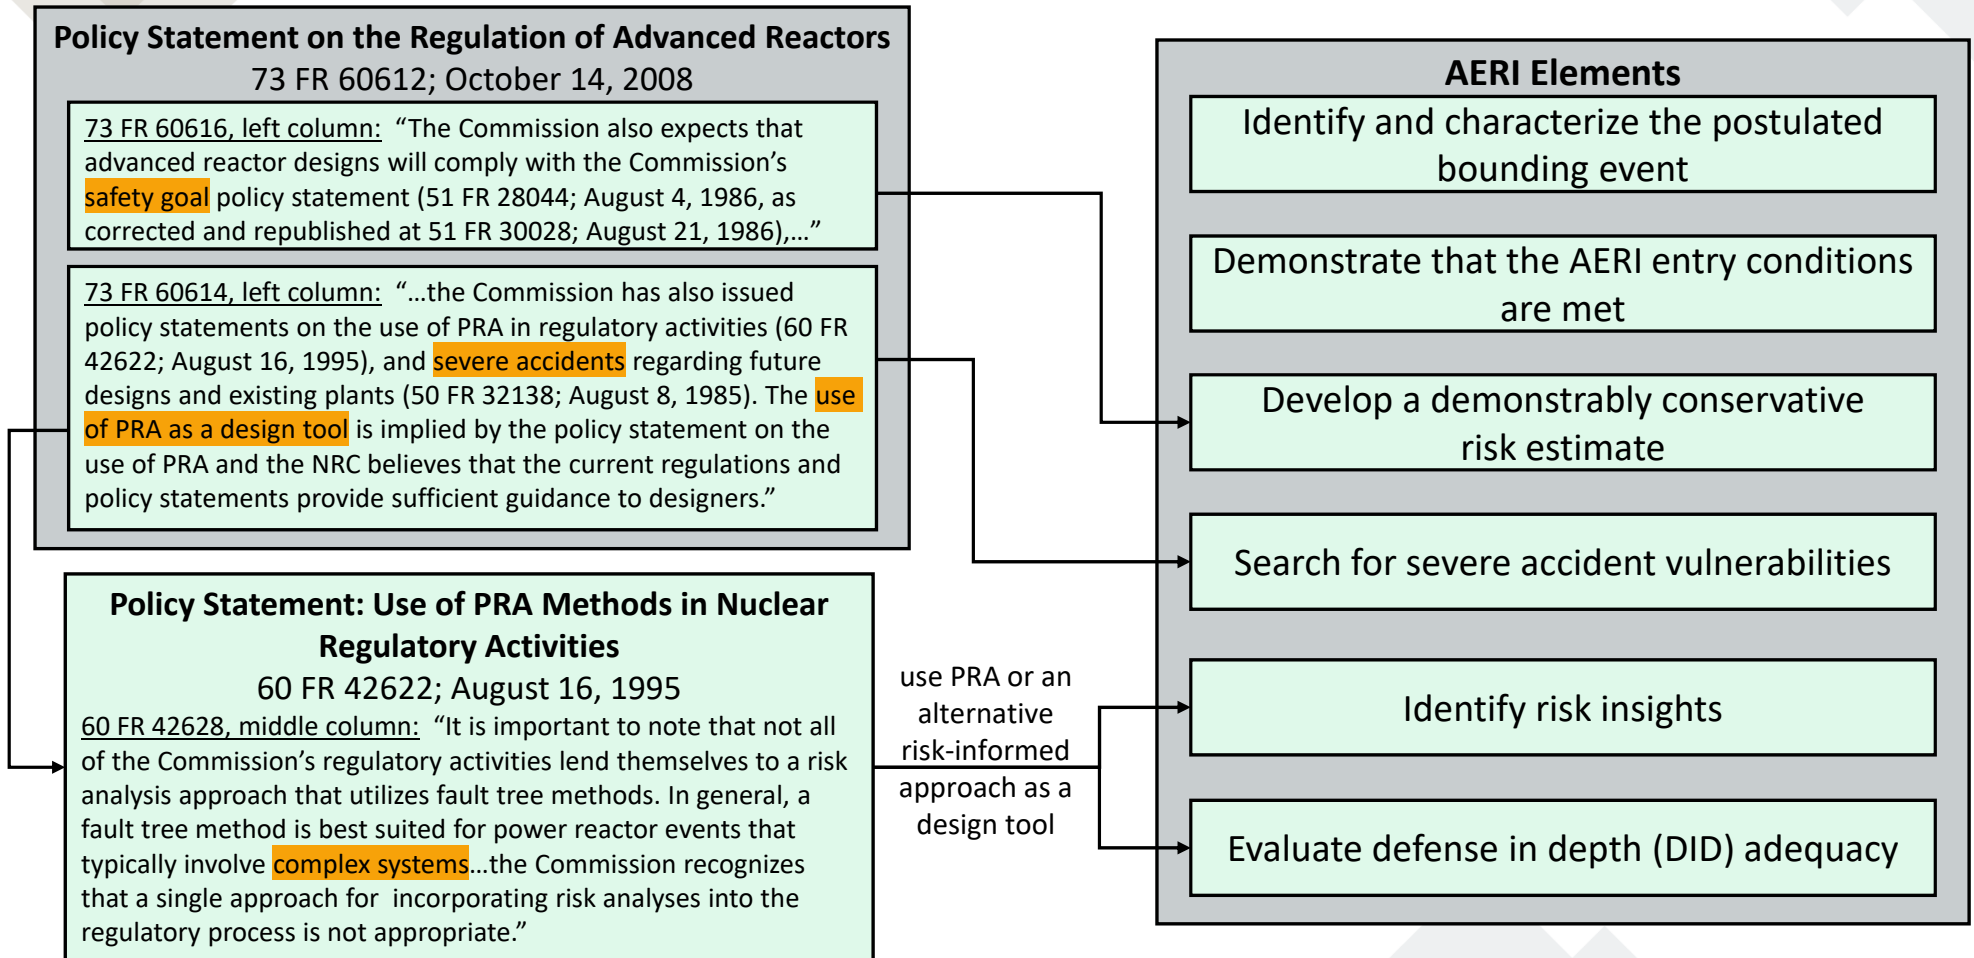 Policy Statement on the Regulation of Advanced Reactors
73 FR 60612; October 14, 2008
73 FR 60616, left column: “The Commission also expects that
advanced reactor designs will comply with the Commission’s
safety goal policy statement (51 FR 28044; August 4, 1986, as
corrected and republished at 51 FR 30028; August 21, 1986),…”
73 FR 60614, left column: “…the Commission has also issued
policy statements on the use of PRA in regulatory activities (60 FR
42622; August 16, 1995), and severe accidents regarding future
designs and existing plants (50 FR 32138; August 8, 1985). The use
of PRA as a design tool is implied by the policy statement on the
use of PRA and the NRC believes that the current regulations and
policy statements provide sufficient guidance to designers.”
Policy Statement: Use of PRA Methods in Nuclear
Regulatory Activities
60 FR 42622; August 16, 1995
60 FR 42628, middle column: “It is important to note that not all
of the Commission’s regulatory activities lend themselves to a risk
analysis approach that utilizes fault tree methods. In general, a
fault tree method is best suited for power reactor events that
typically involve complex systems…the Commission recognizes
that a single approach for incorporating risk analyses into the
regulatory process is not appropriate.”
use PRA or an
alternative
risk-informed
approach as a
design tool
AERI Elements
Identify and characterize the postulated
bounding event
Demonstrate that the AERI entry conditions
are met
Develop a demonstrably conservative
risk estimate
Search for severe accident vulnerabilities
Identify risk insights
Evaluate defense in depth (DID) adequacy